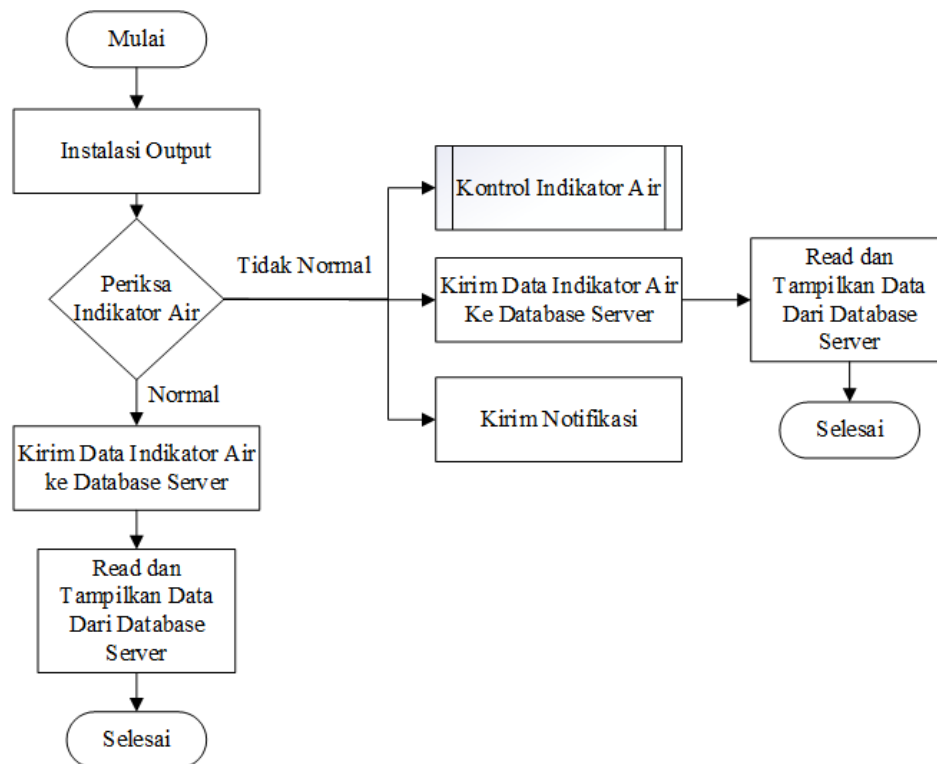 Mulai
Instalasi Output
Periksa
Indikator Air
Tidak Normal
Normal
Kontrol Indikator Air
Kirim Data Indikator Air
Ke Database Server
Kirim Notifikasi
Read dan
Tampilkan Data
Dari Database
Server
Selesai
Kirim Data Indikator Air
ke Database Server
Read dan
Tampilkan Data
Dari Database
Server
Selesai